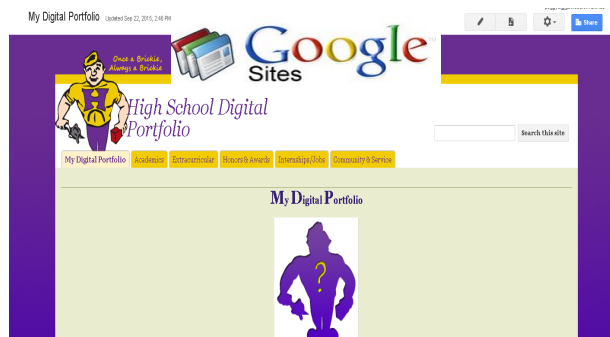 My Digital Portfolio Updated Sep 22, 2015, 2:46 PM
Share
Google
Sites
Once a Brickie,
Always a Brickie
H
High School Digital
Portfolio
Search this site
My Digital Portfolio Academics Extracurricular Honors & Awards Internships/Jobs Community & Service
My Digital Portfolio
?